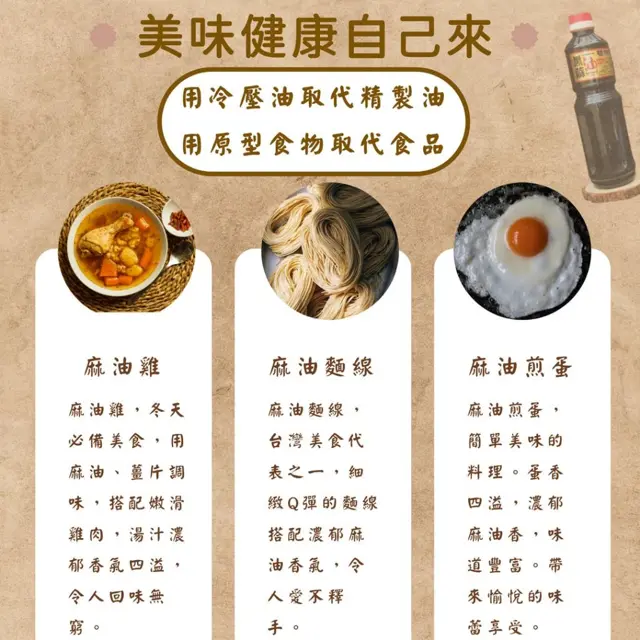 美味健康自己來
用冷壓油取代精製油
用原型食物取代食品
麻油雞
麻油雞，冬天
必備美食，用
麻油、薑片調
味，搭配嫩滑
雞肉，湯汁濃
郁香氣四溢，
令人回味無
窮。
麻油麵線
麻油麵線，
台灣美食代
表之一，細
緻Q彈的麵線
搭配濃郁麻
油香氣，令
人愛不釋
手。
麻油煎蛋
麻油煎蛋，
簡單美味的
料理。蛋香
四溢，濃郁
麻油香，味
道豐富。帶
來愉悅的味
蕾享受。